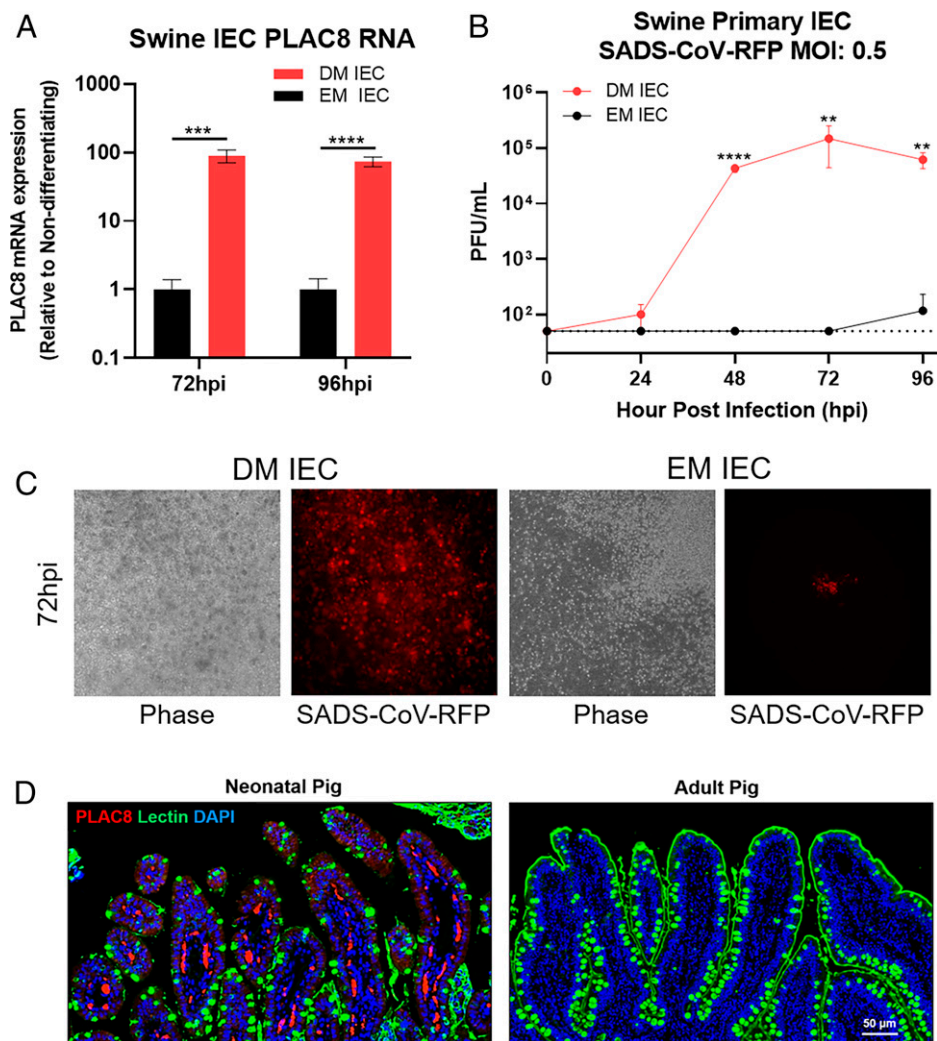 A
Swine IEC PLAC8 RNA
DM IEC
EM IEC
PLAC8 mRNA expression
(Relative to Non-differentiating)
1000
100
10
1
0.1
***
****
72hpi
96hpi
B
Swine Primary IEC
SADS-CoV-RFP MOI: 0.5
DM IEC
EM IEC
PFU/mL
10⁶
10⁵
10⁴
10³
10²
****
**
**
0 24 48 72 96
Hour Post Infection (hpi)
C
DM IEC
EM IEC
72hpi
Phase
SADS-CoV-RFP
Phase
SADS-CoV-RFP
D
Neonatal Pig
Adult Pig
PLAC8 Lectin DAPI
50 µm